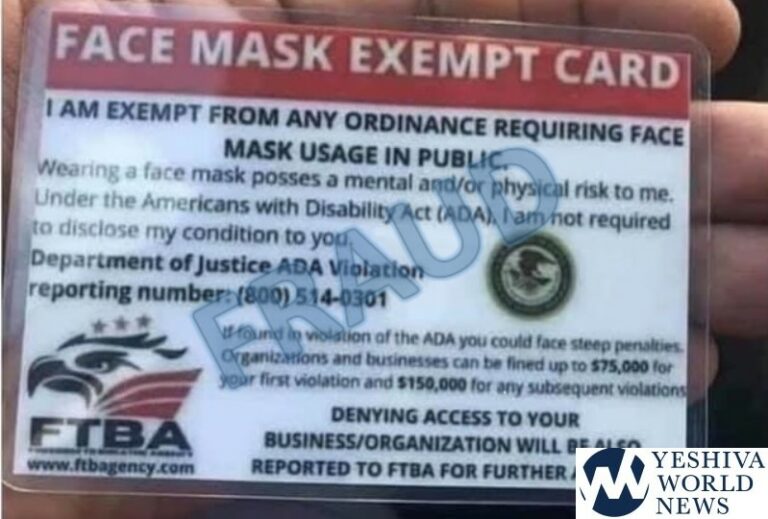 FACE MASK EXEMPT CARD
I AM EXEMPT FROM ANY ORDINANCE REQUIRING FACE
MASK USAGE IN PUBLIC.
Wearing a face mask posses a mental and/or physical risk to me.
Under the Americans with Disability Act (ADA), I am not required
to disclose my condition to you.
Department of Justice ADA Violation
reporting number: (800) 514-0301
FRAUD
If found in violation of the ADA you could face steep penalties.
Organizations and businesses can be fined up to $75,000 for
your first violation and $150,000 for any subsequent violations
DENYING ACCESS TO YOUR
BUSINESS/ORGANIZATION WILL BE ALSO
REPORTED TO FTBA FOR FURTHER
FTBA
www.ftbagency.com
YESHIVA
WORLD
NEWS